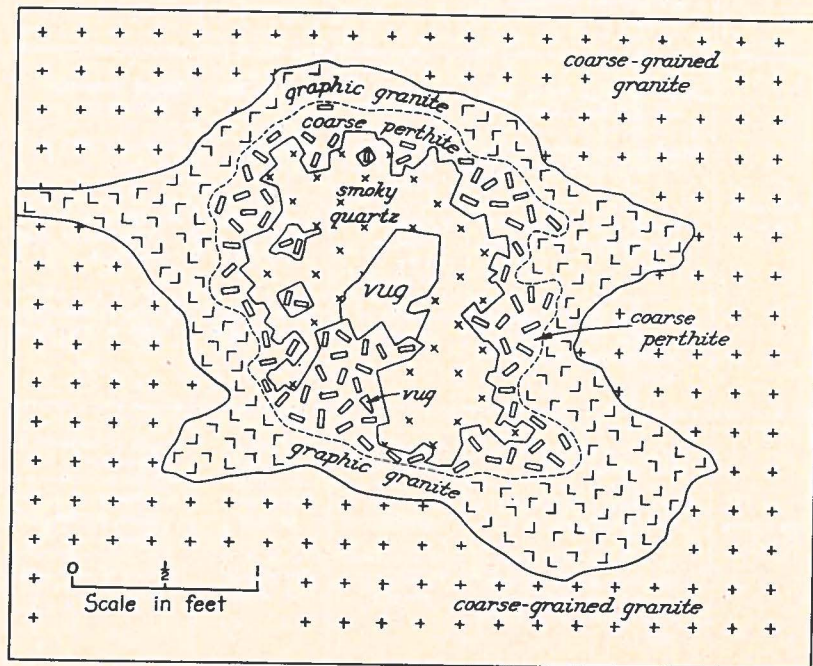 coarse-grained
granite
graphic granite
coarse perthite
smoky
quartz
vug
coarse
perthite
vug
graphic
granite
0 ½ 1
Scale in feet
coarse-grained granite